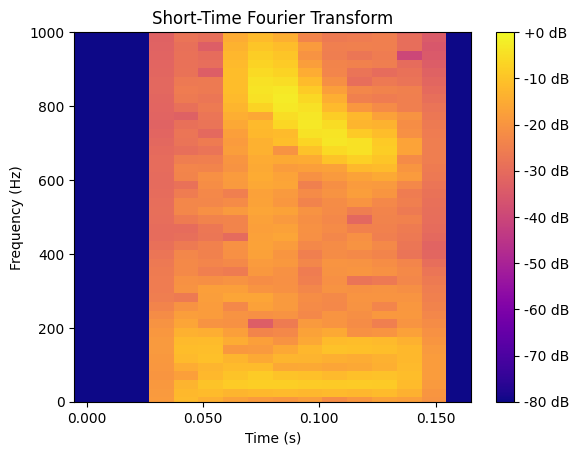 Short-Time Fourier Transform
Frequency (Hz)
1000
800
600
400
200
0
0.000
0.050
0.100
0.150
Time (s)
+0 dB
-10 dB
-20 dB
-30 dB
-40 dB
-50 dB
-60 dB
-70 dB
-80 dB